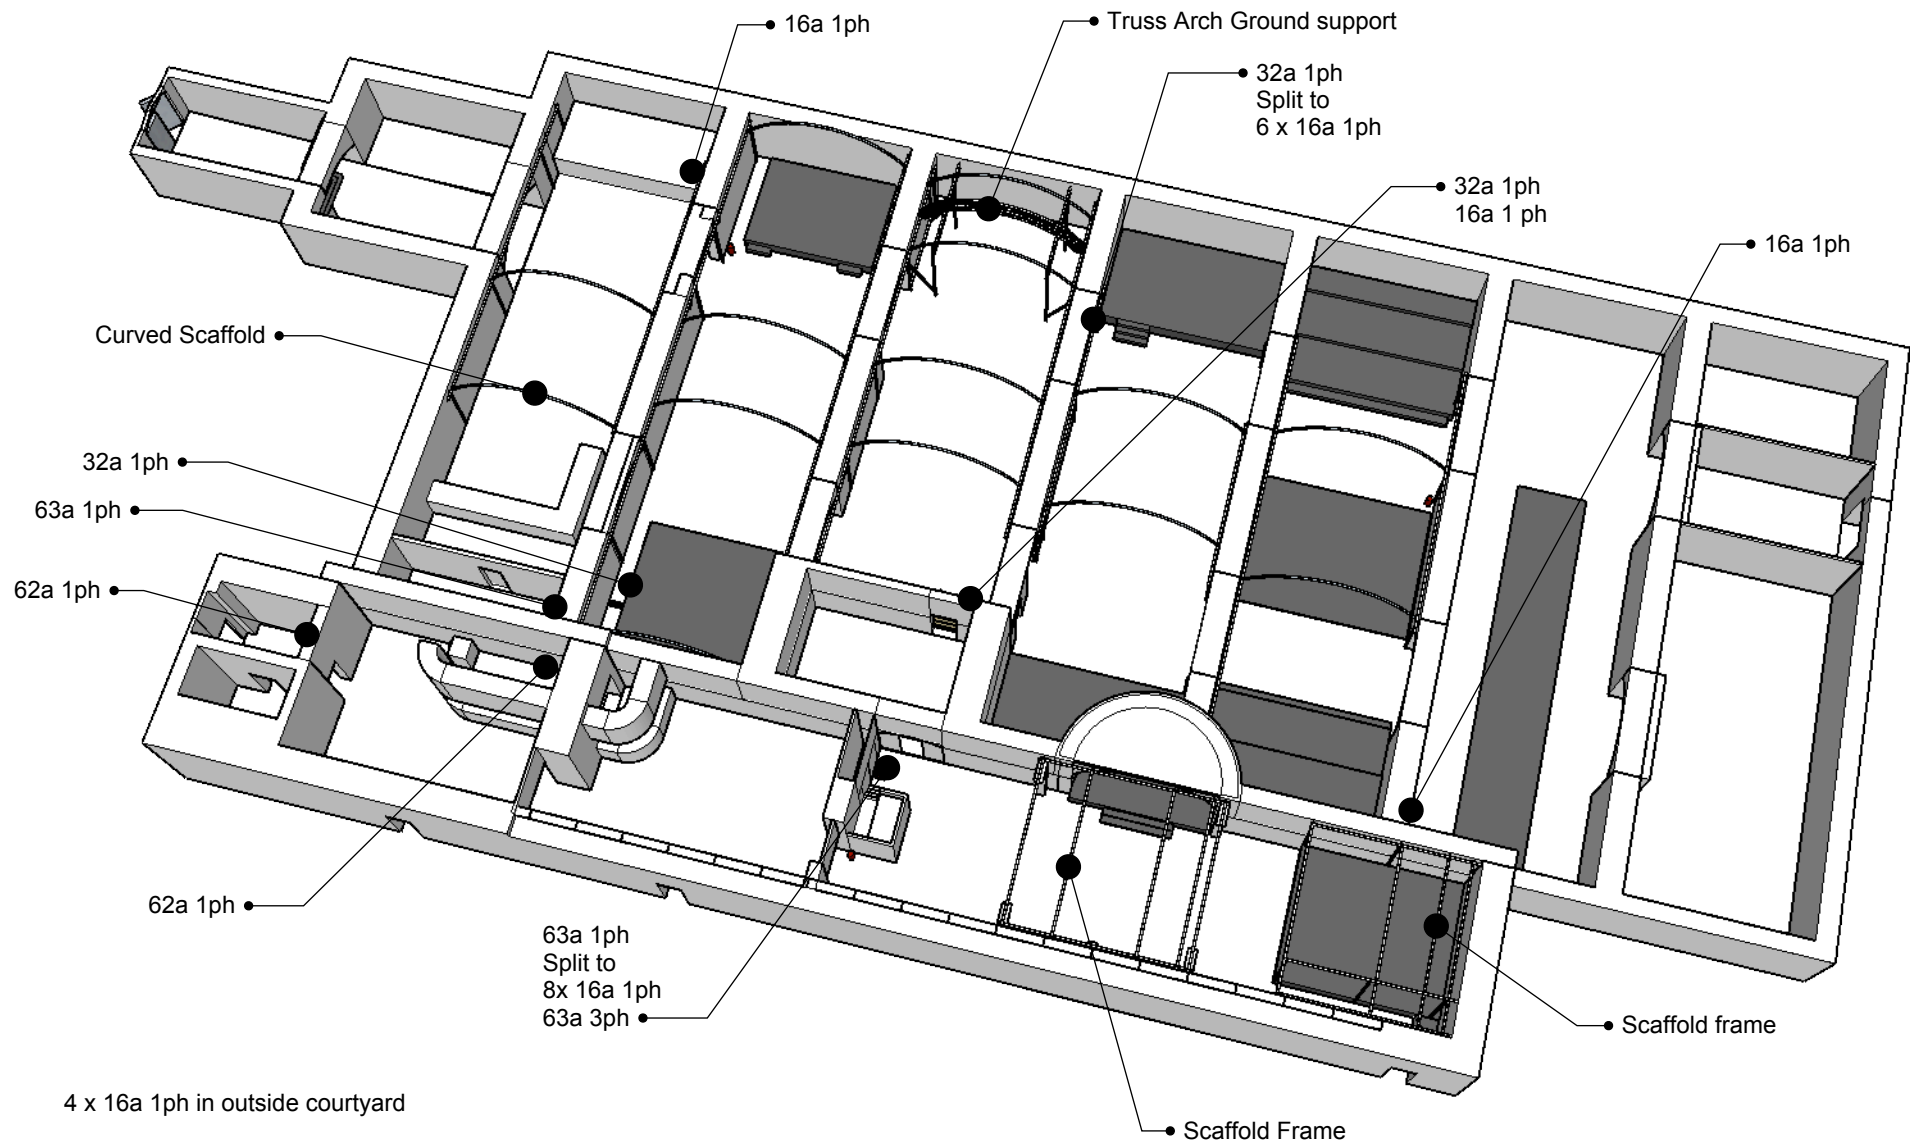 16a 1ph
Truss Arch Ground support
32a 1ph
Split to
6 x 16a 1ph
32a 1ph
16a 1 ph
16a 1ph
Curved Scaffold
32a 1ph
63a 1ph
62a 1ph
62a 1ph
63a 1ph
Split to
8x 16a 1ph
63a 3ph
Scaffold frame
4 x 16a 1ph in outside courtyard
Scaffold Frame